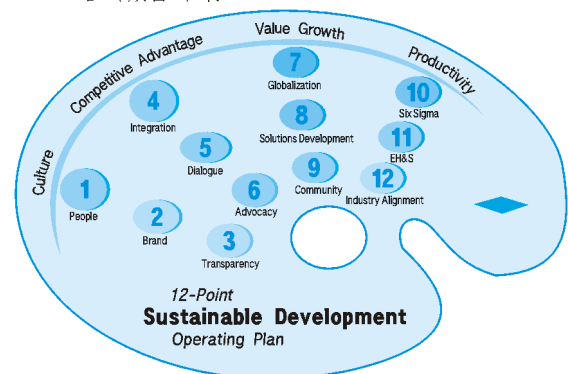 Culture
Competitive Advantage
Value Growth
Productivity
1
People
2
Brand
3
Transparency
4
Integration
5
Dialogue
6
Advocacy
7
Globalization
8
Solutions Development
9
Community
10
Six Sigma
11
EH&S
12
Industry Alignment
12-Point
Sustainable Development
Operating Plan